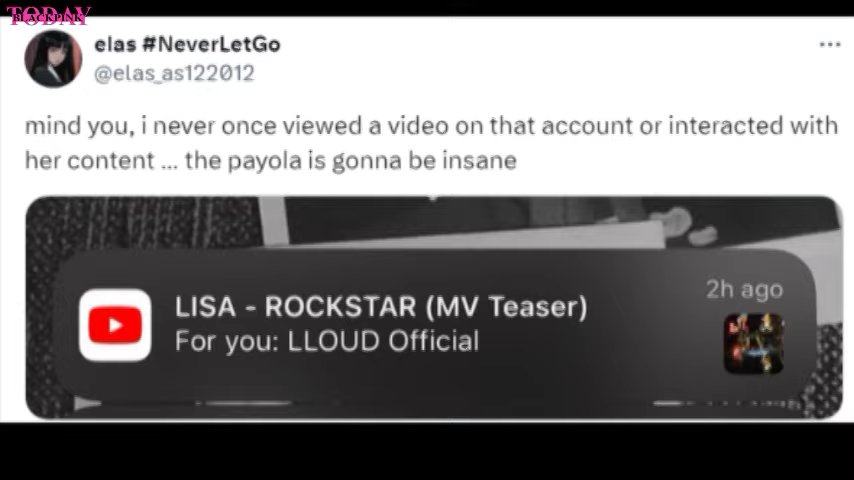 TODAY
elas #NeverLetGo
@elas_as122012
mind you, i never once viewed a video on that account or interacted with
her content ... the payola is gonna be insane
LISA - ROCKSTAR (MV Teaser)
2h ago
For you: LLOUD Official